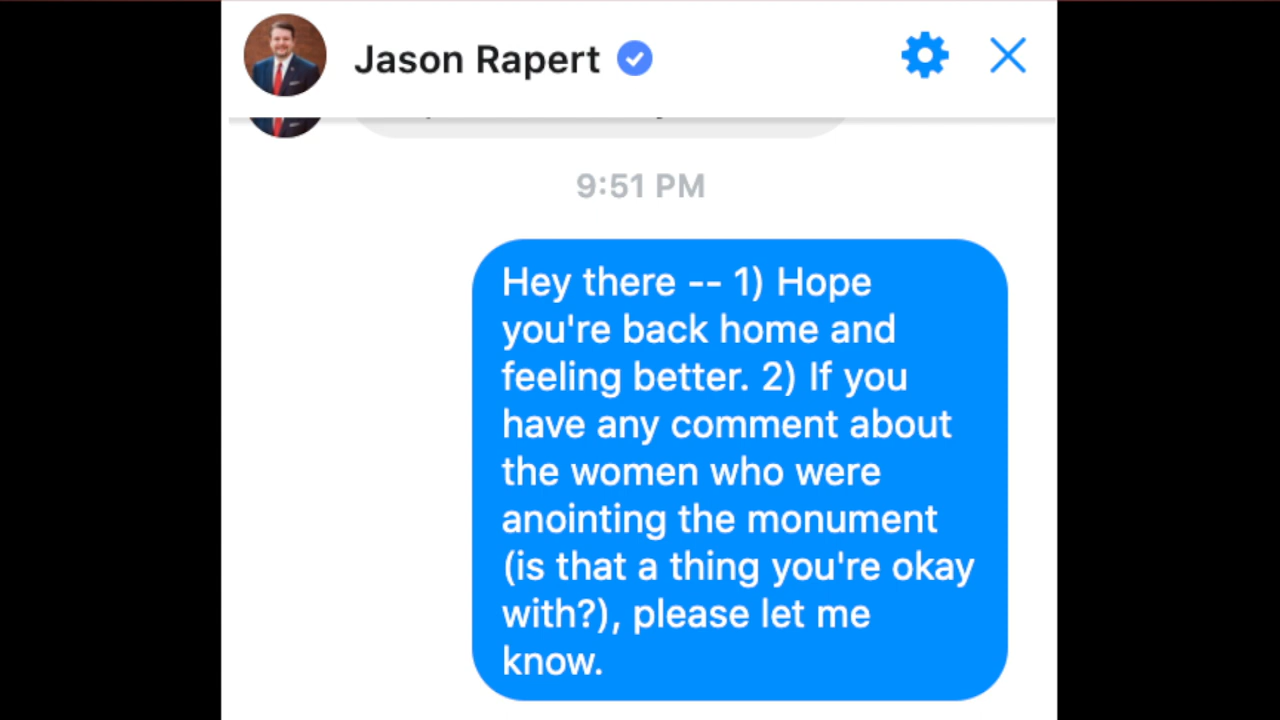 Jason Rapert
9:51 PM
Hey there -- 1) Hope
you're back home and
feeling better. 2) If you
have any comment about
the women who were
anointing the monument
(is that a thing you're okay
with?), please let me
know.